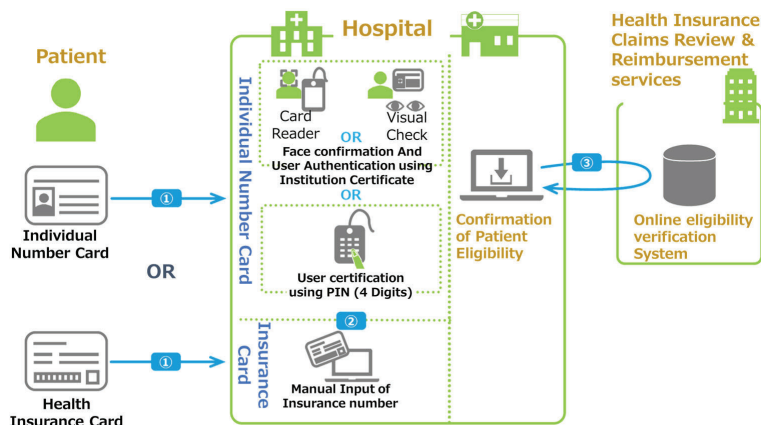 Patient
Individual
Number Card
OR
Health
Insurance Card
①
①
Hospital
Individual Number Card
Card
Reader
OR
Visual
Check
Face confirmation And
User Authentication using
Institution Certificate
OR
User certification
using PIN (4 Digits)
②
Insurance
Card
Manual Input of
Insurance number
Confirmation
of Patient
Eligibility
③
Health Insurance
Claims Review &
Reimbursement
services
Online eligibility
verification
System